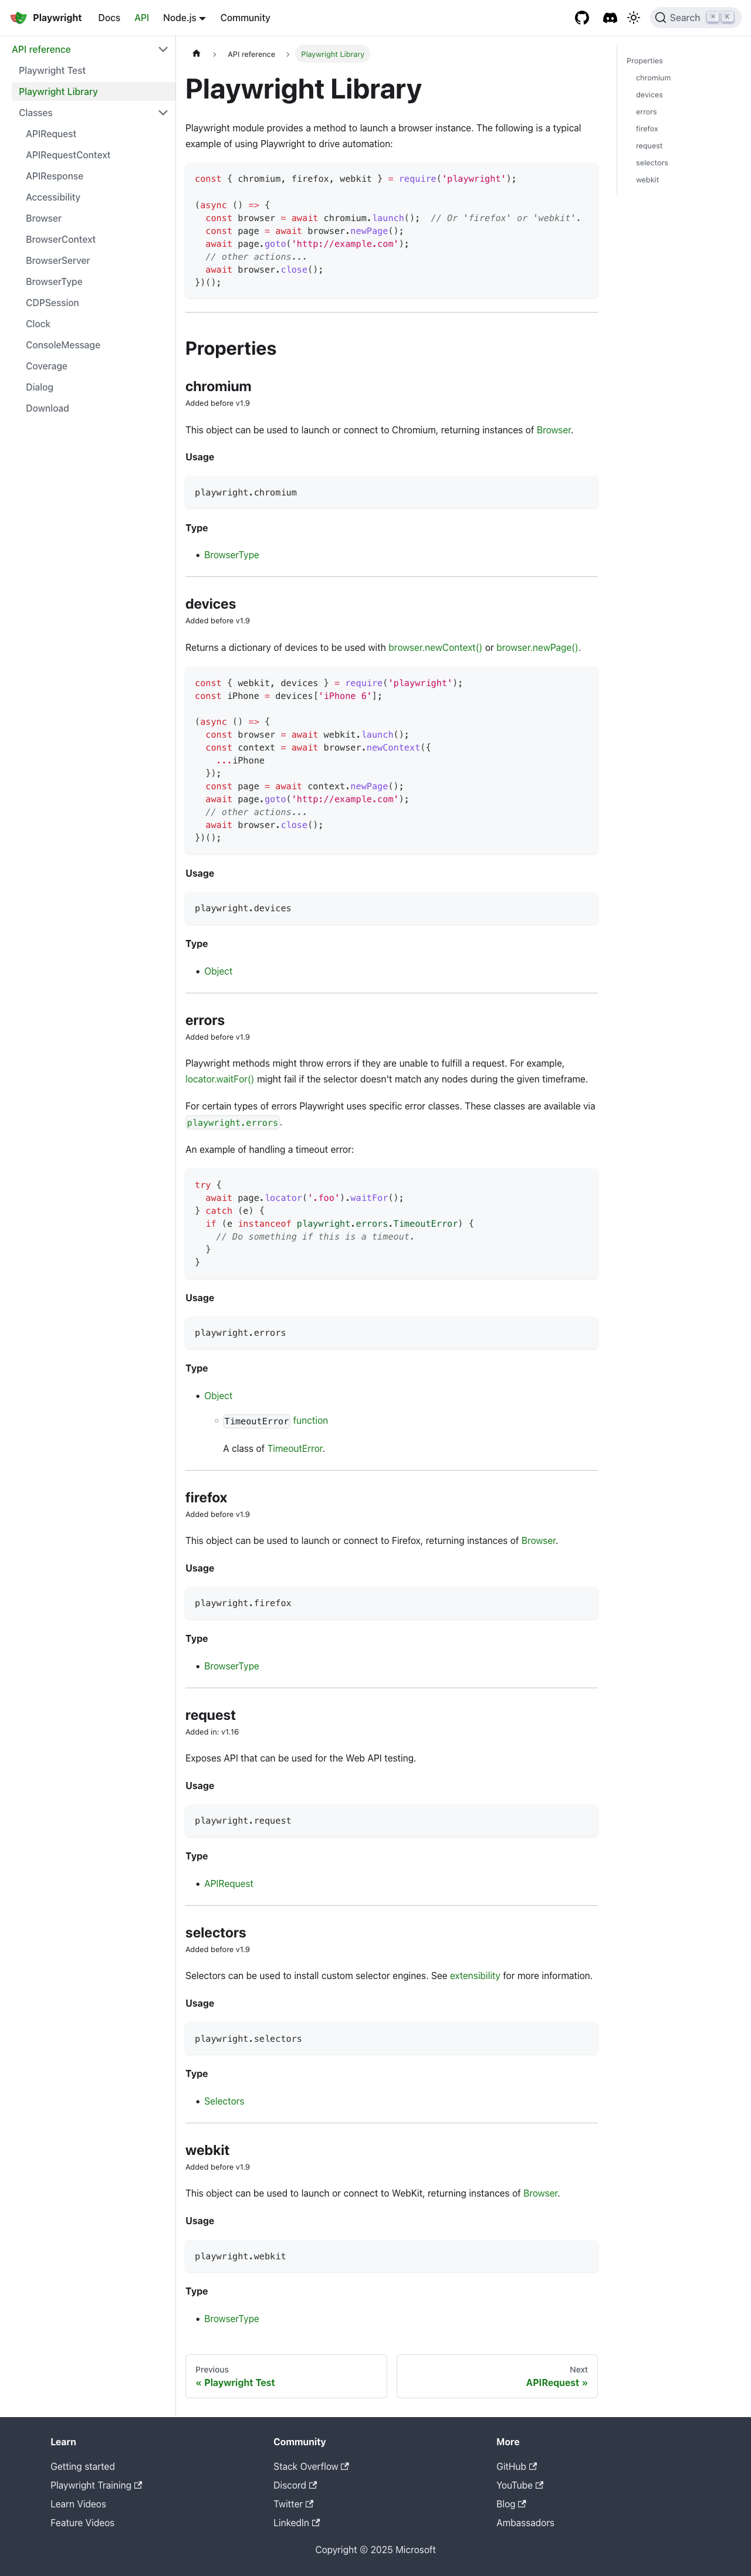 Playwright
Docs
API
Node.js
Community
Search
K
API reference
Playwright Test
Playwright Library
Classes
APIRequest
APIRequestContext
APIResponse
Accessibility
Browser
BrowserContext
BrowserServer
BrowserType
CDPSession
Clock
ConsoleMessage
Coverage
Dialog
Download
API reference
Playwright Library
Playwright Library
Playwright module provides a method to launch a browser instance. The following is a typical
example of using Playwright to drive automation:
const { chromium, firefox, webkit } = require('playwright');
(async () => {
  const browser = await chromium.launch();  // Or 'firefox' or 'webkit'.
  const page = await browser.newPage();
  await page.goto('http://example.com');
  // other actions...
  await browser.close();
})();
Properties
chromium
Added before v1.9
This object can be used to launch or connect to Chromium, returning instances of Browser.
Usage
playwright.chromium
Type
• BrowserType
devices
Added before v1.9
Returns a dictionary of devices to be used with browser.newContext() or browser.newPage().
const { webkit, devices } = require('playwright');
const iPhone = devices['iPhone 6'];
(async () => {
  const browser = await webkit.launch();
  const context = await browser.newContext({
    ...iPhone
  });
  const page = await context.newPage();
  await page.goto('http://example.com');
  // other actions...
  await browser.close();
})();
Usage
playwright.devices
Type
• Object
errors
Added before v1.9
Playwright methods might throw errors if they are unable to fulfill a request. For example,
locator.waitFor() might fail if the selector doesn't match any nodes during the given timeframe.
For certain types of errors Playwright uses specific error classes. These classes are available via
playwright.errors.
An example of handling a timeout error:
try {
  await page.locator('.foo').waitFor();
} catch (e) {
  if (e instanceof playwright.errors.TimeoutError) {
    // Do something if this is a timeout.
  }
}
Usage
playwright.errors
Type
• Object
◦ TimeoutError function
A class of TimeoutError.
firefox
Added before v1.9
This object can be used to launch or connect to Firefox, returning instances of Browser.
Usage
playwright.firefox
Type
• BrowserType
request
Added in: v1.16
Exposes API that can be used for the Web API testing.
Usage
playwright.request
Type
• APIRequest
selectors
Added before v1.9
Selectors can be used to install custom selector engines. See extensibility for more information.
Usage
playwright.selectors
Type
• Selectors
webkit
Added before v1.9
This object can be used to launch or connect to WebKit, returning instances of Browser.
Usage
playwright.webkit
Type
• BrowserType
Previous
« Playwright Test
Next
APIRequest »
Properties
chromium
devices
errors
firefox
request
selectors
webkit
Learn
Getting started
Playwright Training
Learn Videos
Feature Videos
Community
Stack Overflow
Discord
Twitter
LinkedIn
More
GitHub
YouTube
Blog
Ambassadors
Copyright © 2025 Microsoft